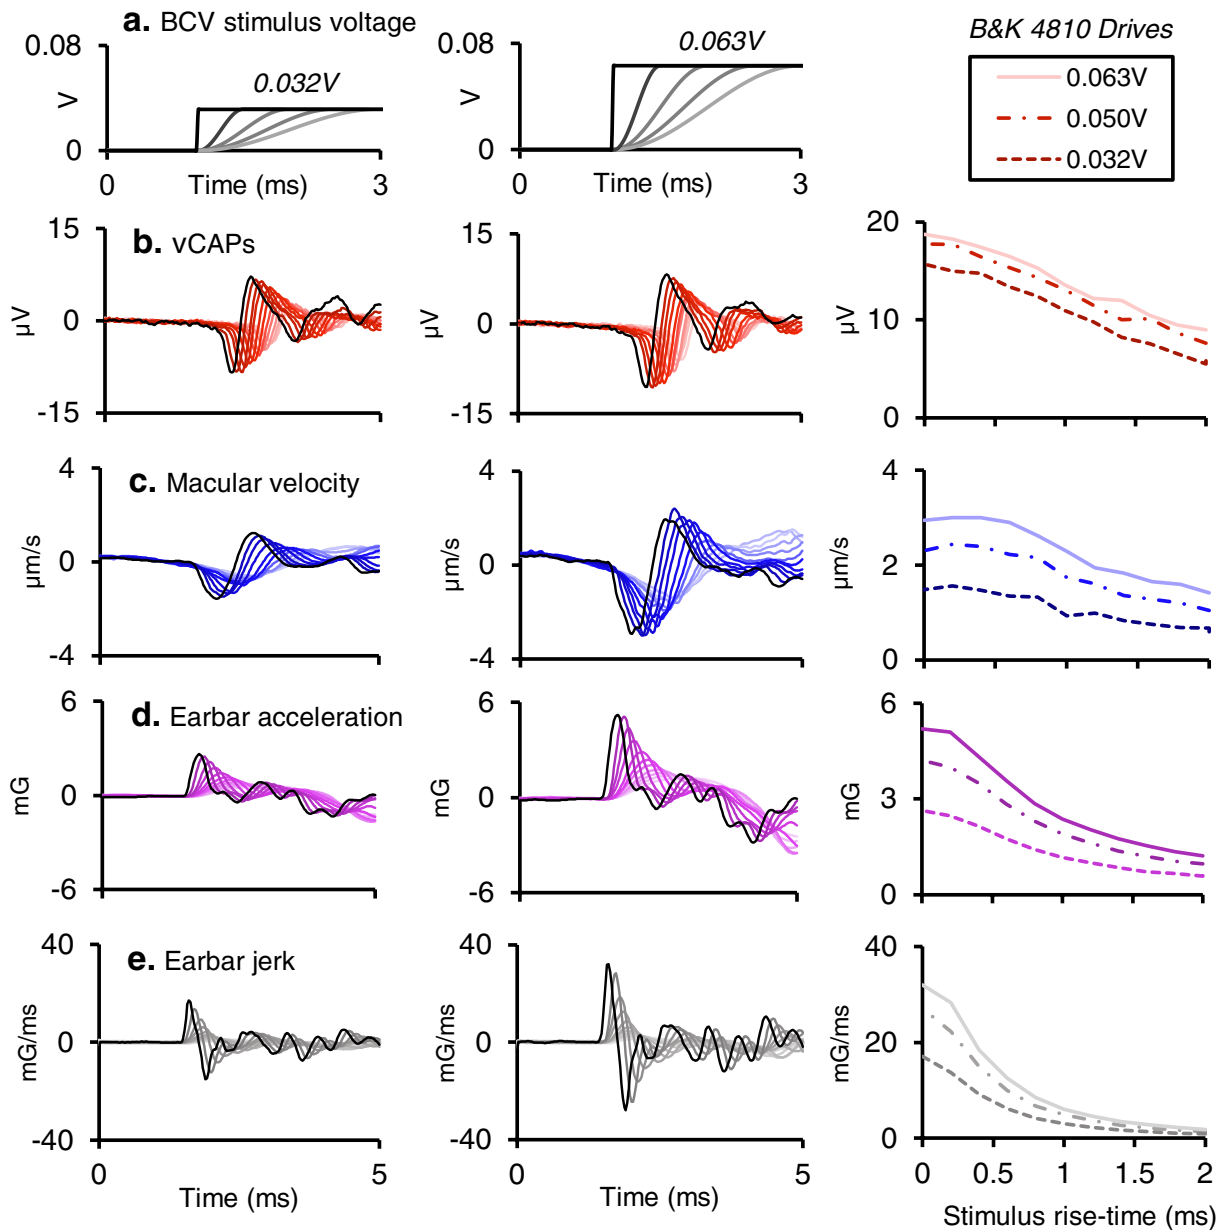 a. BCV stimulus voltage
B&K 4810 Drives
0.08
V
0
0.032V
0
Time (ms)
3
0.08
V
0
0.063V
0
Time (ms)
3
0.063V
0.050V
0.032V
b. vCAPs
15
µV
0
-15
15
µV
0
-15
20
µV
10
0
c. Macular velocity
4
µm/s
0
-4
4
µm/s
0
-4
4
µm/s
2
0
d. Earbar acceleration
6
mG
0
-6
6
mG
0
-6
6
mG
3
0
e. Earbar jerk
40
mG/ms
0
-40
0
Time (ms)
5
40
mG/ms
0
-40
0
Time (ms)
5
40
mG/ms
20
0
0 0.5 1 1.5 2
Stimulus rise-time (ms)